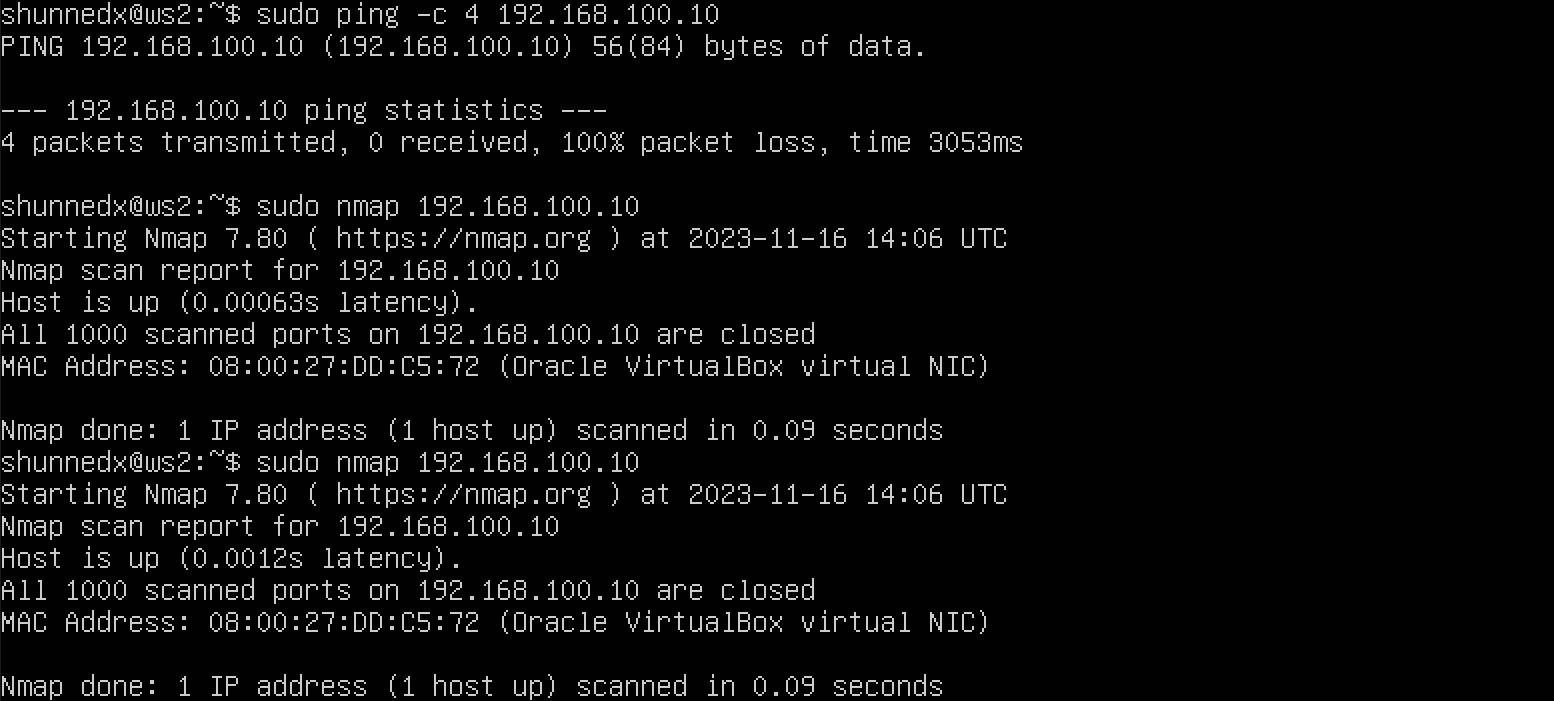 shunnedx@ws2:~$ sudo ping -c 4 192.168.100.10
PING 192.168.100.10 (192.168.100.10) 56(84) bytes of data.
--- 192.168.100.10 ping statistics ---
4 packets transmitted, 0 received, 100% packet loss, time 3053ms
shunnedx@ws2:~$ sudo nmap 192.168.100.10
Starting Nmap 7.80 ( https://nmap.org ) at 2023-11-16 14:06 UTC
Nmap scan report for 192.168.100.10
Host is up (0.00063s latency).
All 1000 scanned ports on 192.168.100.10 are closed
MAC Address: 08:00:27:DD:C5:72 (Oracle VirtualBox virtual NIC)
Nmap done: 1 IP address (1 host up) scanned in 0.09 seconds
shunnedx@ws2:~$ sudo nmap 192.168.100.10
Starting Nmap 7.80 ( https://nmap.org ) at 2023-11-16 14:06 UTC
Nmap scan report for 192.168.100.10
Host is up (0.0012s latency).
All 1000 scanned ports on 192.168.100.10 are closed
MAC Address: 08:00:27:DD:C5:72 (Oracle VirtualBox virtual NIC)
Nmap done: 1 IP address (1 host up) scanned in 0.09 seconds